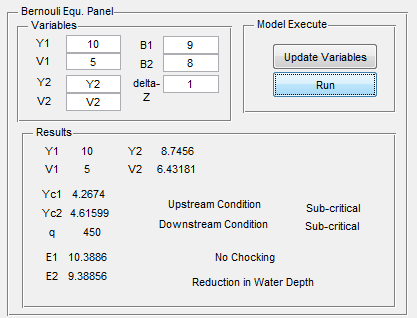 Bernouli Equ. Panel
Variables
Y1 10 B1 9
V1 5 B2 8
Y2 Y2 delta-Z 1
V2 V2
Model Execute
Update Variables
Run
Results
Y1 10 Y2 8.7456
V1 5 V2 6.43181
Yc1 4.2674
Yc2 4.61599
q 450
Upstream Condition Sub-critical
Downstream Condition Sub-critical
E1 10.3886
E2 9.38856
No Chocking
Reduction in Water Depth